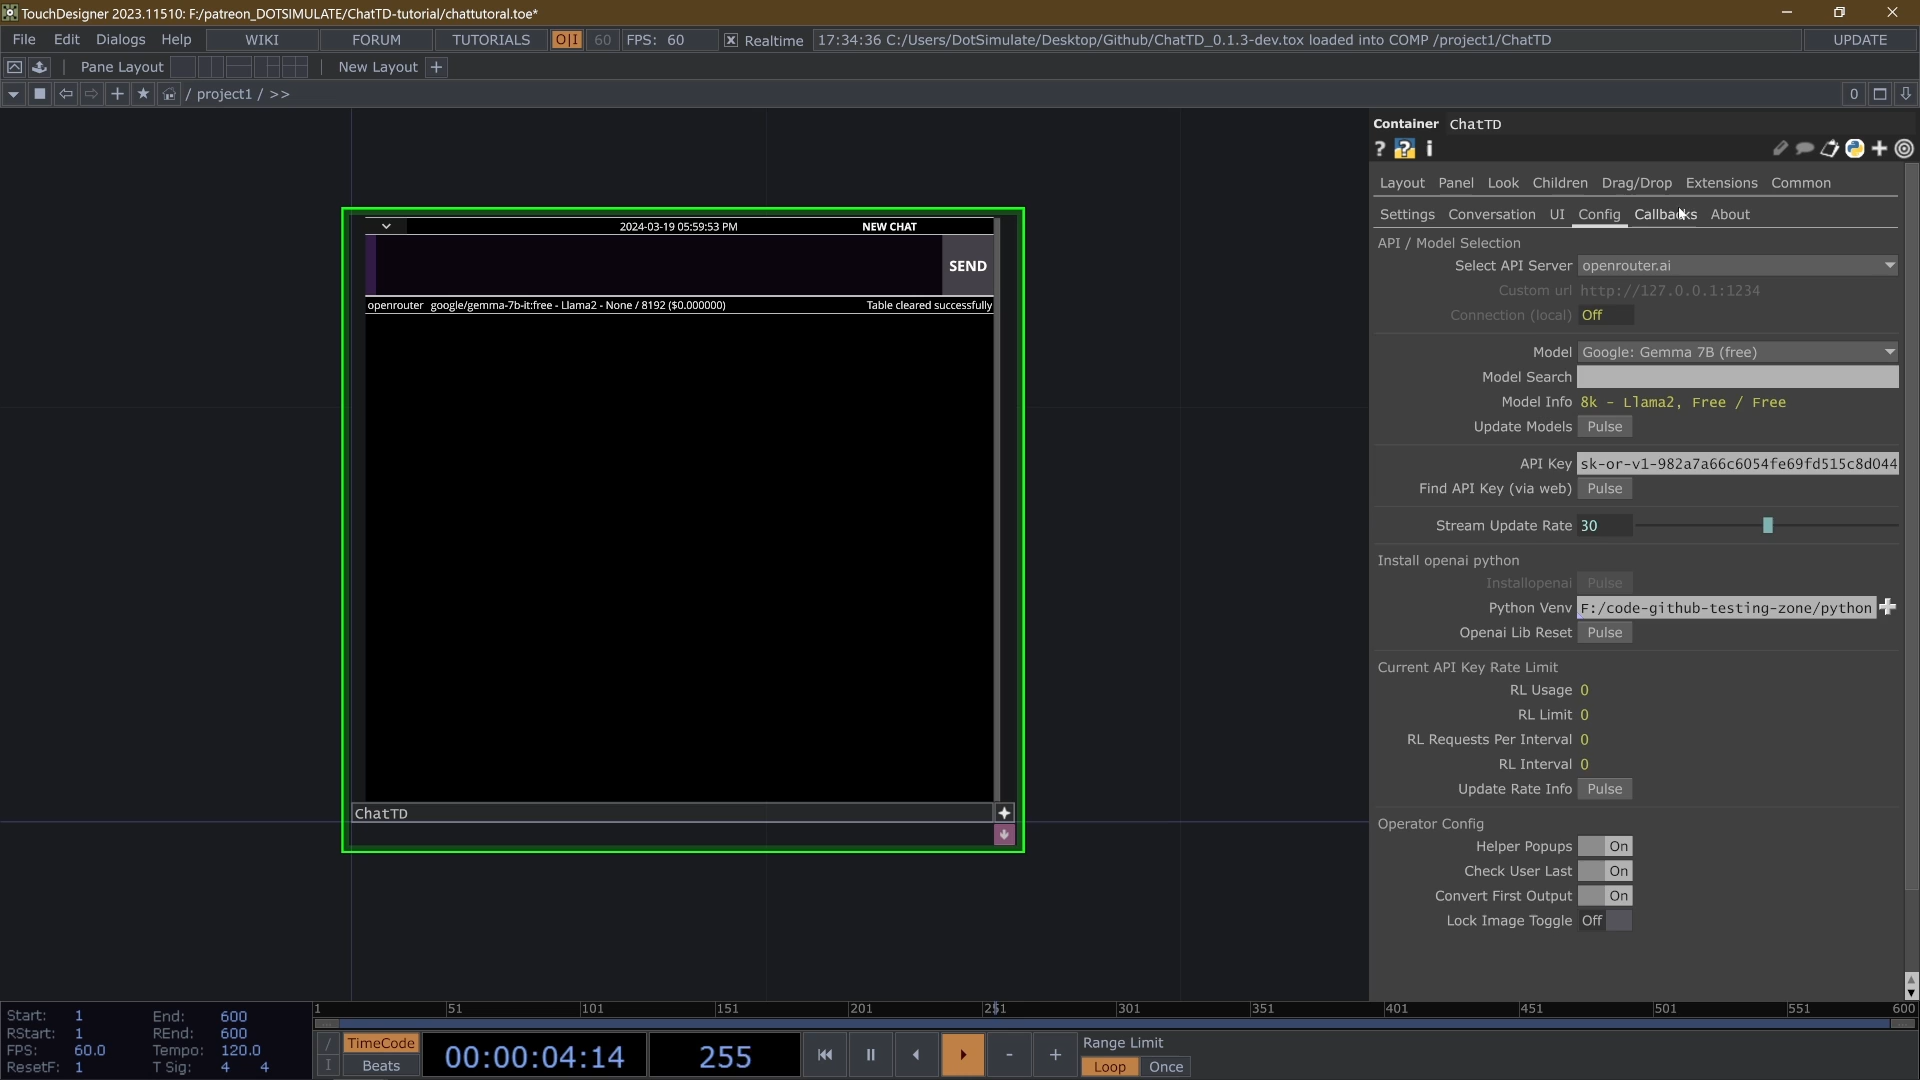 TouchDesigner 2023.11510: F:/patreon_DOTSIMULATE/ChatTD-tutorial/chattutoral.toe*
File Edit Dialogs Help WIKI FORUM TUTORIALS O|I 60 FPS: 60 Realtime 17:34:36 C:/Users/DotSimulate/Desktop/Github/ChatTD_0.1.3-dev.tox loaded into COMP /project1/ChatTD UPDATE
Pane Layout New Layout +
/ project1 / >> 0
Container ChatTD
? ? i
Layout Panel Look Children Drag/Drop Extensions Common
Settings Conversation UI Config Callbacks About
API / Model Selection
Select API Server openrouter.ai
Custom url http://127.0.0.1:1234
Connection (local) Off
Model Google: Gemma 7B (free)
Model Search
Model Info 8k - Llama2, Free / Free
Update Models Pulse
API Key sk-or-v1-982a7a66c6054fe69fd515c8d044
Find API Key (via web) Pulse
Stream Update Rate 30
Install openai python
Installopenai Pulse
Python Venv F:/code-github-testing-zone/python
Openai Lib Reset Pulse
Current API Key Rate Limit
RL Usage 0
RL Limit 0
RL Requests Per Interval 0
RL Interval 0
Update Rate Info Pulse
Operator Config
Helper Popups On
Check User Last On
Convert First Output On
Lock Image Toggle Off
2024-03-19 05:59:53 PM NEW CHAT
SEND
openrouter google/gemma-7b-it:free - Llama2 - None / 8192 ($0.000000) Table cleared successfully
ChatTD
1 51 101 151 201 251 301 351 401 451 501 551 600
Start: 1 End: 600
RStart: 1 REnd: 600
FPS: 60.0 Tempo: 120.0
ResetF: 1 T Sig: 4 4
/ TimeCode
I Beats
00:00:04:14 255
- +
Range Limit
Loop Once